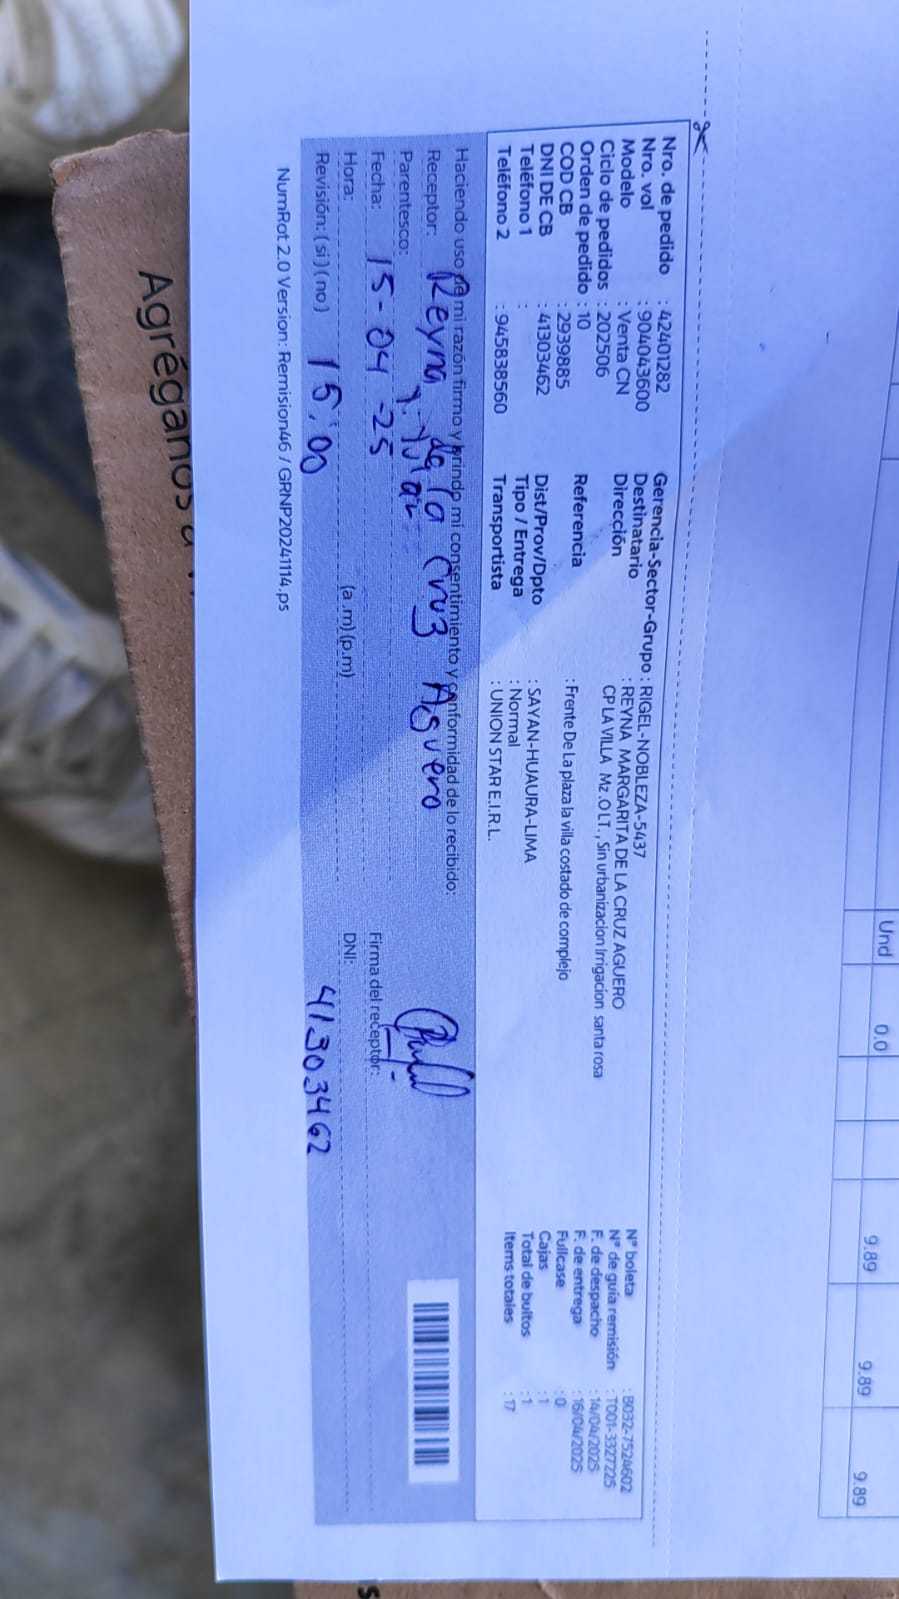 Und 0.0 9.89 9.89 9.89
Nro. de pedido : 42401282
Nro. vol : 904043600
Modelo : Venta CN
Ciclo de pedidos : 202506
Orden de pedido : 10
COD CB : 2939885
DNI DE CB : 41303462
Teléfono 1 :
Teléfono 2 : 945838560
Gerencia-Sector-Grupo : RIGEL-NOBLEZA-5437
Destinatario : REYNA MARGARITA DE LA CRUZ AGUERO
Dirección CP LA VILLA Mz.O LT., Sin urbanizacion Irrigacion santa rosa
Referencia : Frente De La plaza la villa costado de complejo
Dist/Prov/Dpto : SAYAN-HUAURA-LIMA
Tipo / Entrega : Normal
Transportista : UNION STAR E.I.R.L.
N° boleta : B032-7524602
N° de guía remisión : T001-3327225
F. de despacho : 14/04/2025
F. de entrega : 16/04/2025
Fullcase : 0
Cajas : 1
Total de bultos : 1
Items totales : 17
Haciendo uso de mi razón firmo y brindo mi consentimiento y conformidad de lo recibido:
Receptor: Reyna de la Cruz Aguero
Parentesco:
Fecha: 15-04-25
Firma del receptor:
Hora: 15:00 (a.m) (p.m)
DNI: 41303462
Revisión: ( si ) ( no )
NumRot 2.0 Version: Remision46 / GRNP20241114.ps
Agréganos a